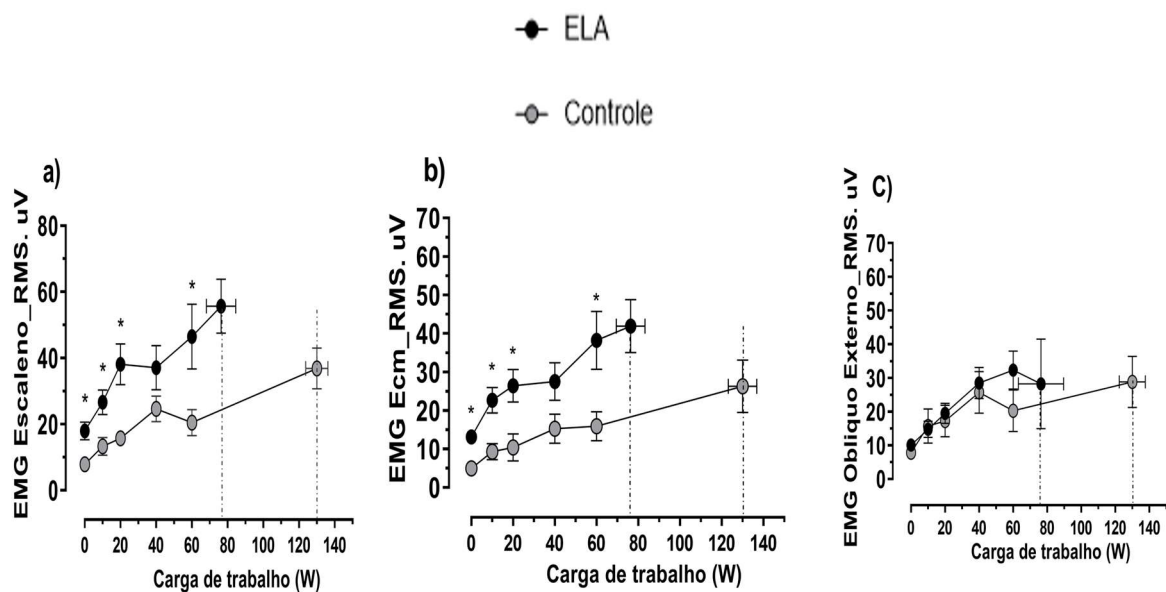 ELA
Controle
a)
EMG Escaleno_RMS. uV
80
60
40
20
0
*
*
*
*
0 20 40 60 80 100 120 140
Carga de trabalho (W)
b)
EMG Ecm_RMS. uV
70
60
50
40
30
20
10
0
*
*
*
*
0 20 40 60 80 100 120 140
Carga de trabalho (W)
C)
EMG Obliquo Externo_RMS. uV
70
60
50
40
30
20
10
0
0 20 40 60 80 100 120 140
Carga de trabalho (W)